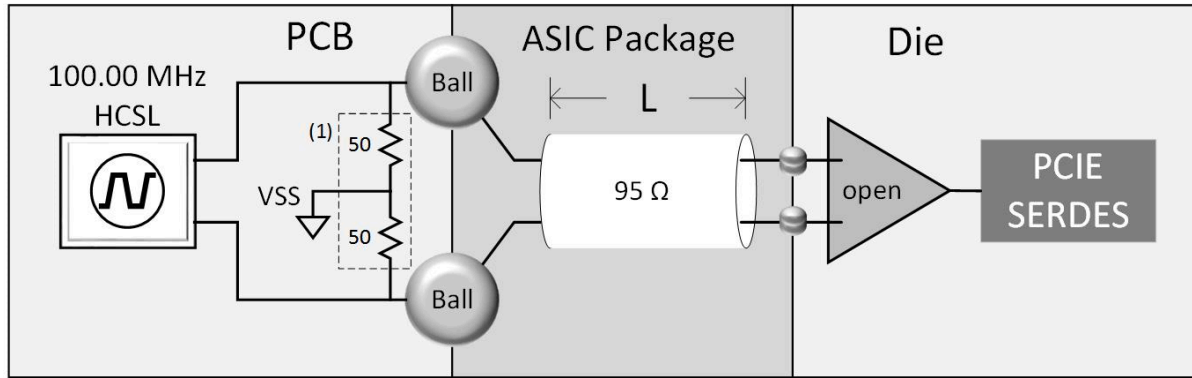 PCB
ASIC Package
Die
100.00 MHz
HCSL
Ball
L
(1)
50
VSS
50
95 Ω
open
PCIE
SERDES
Ball